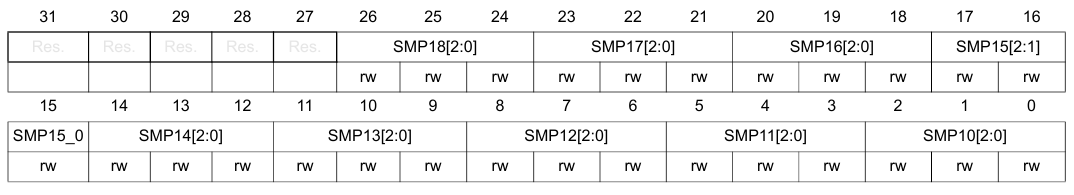 31 30 29 28 27 26 25 24 23 22 21 20 19 18 17 16
Res. Res. Res. Res. Res. SMP18[2:0] SMP17[2:0] SMP16[2:0] SMP15[2:1]
rw rw rw rw rw rw rw rw rw rw rw
15 14 13 12 11 10 9 8 7 6 5 4 3 2 1 0
SMP15_0 SMP14[2:0] SMP13[2:0] SMP12[2:0] SMP11[2:0] SMP10[2:0]
rw rw rw rw rw rw rw rw rw rw rw rw rw rw rw rw